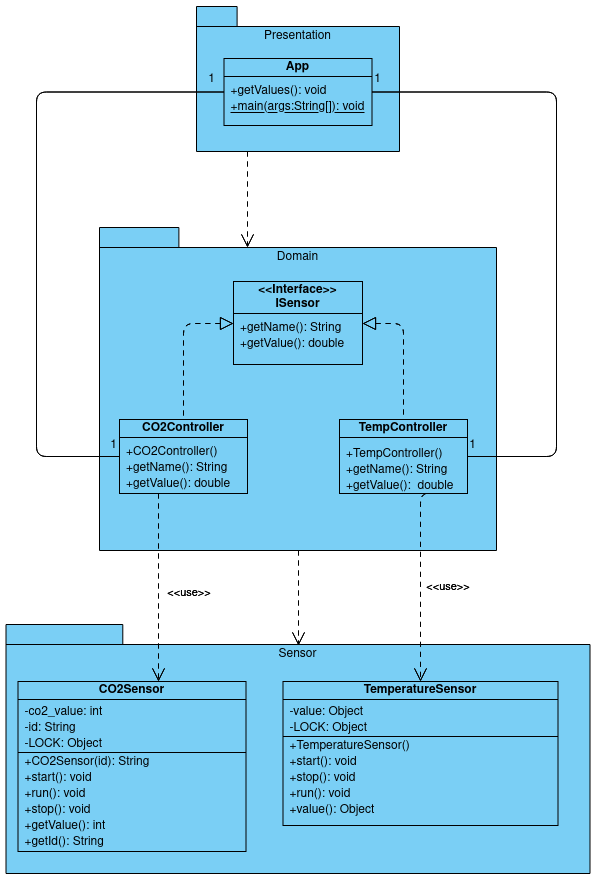 Presentation
App
1
1
+getValues(): void
+main(args:String[]): void
Domain
<<Interface>>
ISensor
+getName(): String
+getValue(): double
CO2Controller
1
+CO2Controller()
+getName(): String
+getValue(): double
TempController
1
+TempController()
+getName(): String
+getValue():  double
<<use>>
<<use>>
Sensor
CO2Sensor
-co2_value: int
-id: String
-LOCK: Object
+CO2Sensor(id): String
+start(): void
+run(): void
+stop(): void
+getValue(): int
+getId(): String
TemperatureSensor
-value: Object
-LOCK: Object
+TemperatureSensor()
+start(): void
+stop(): void
+run(): void
+value(): Object